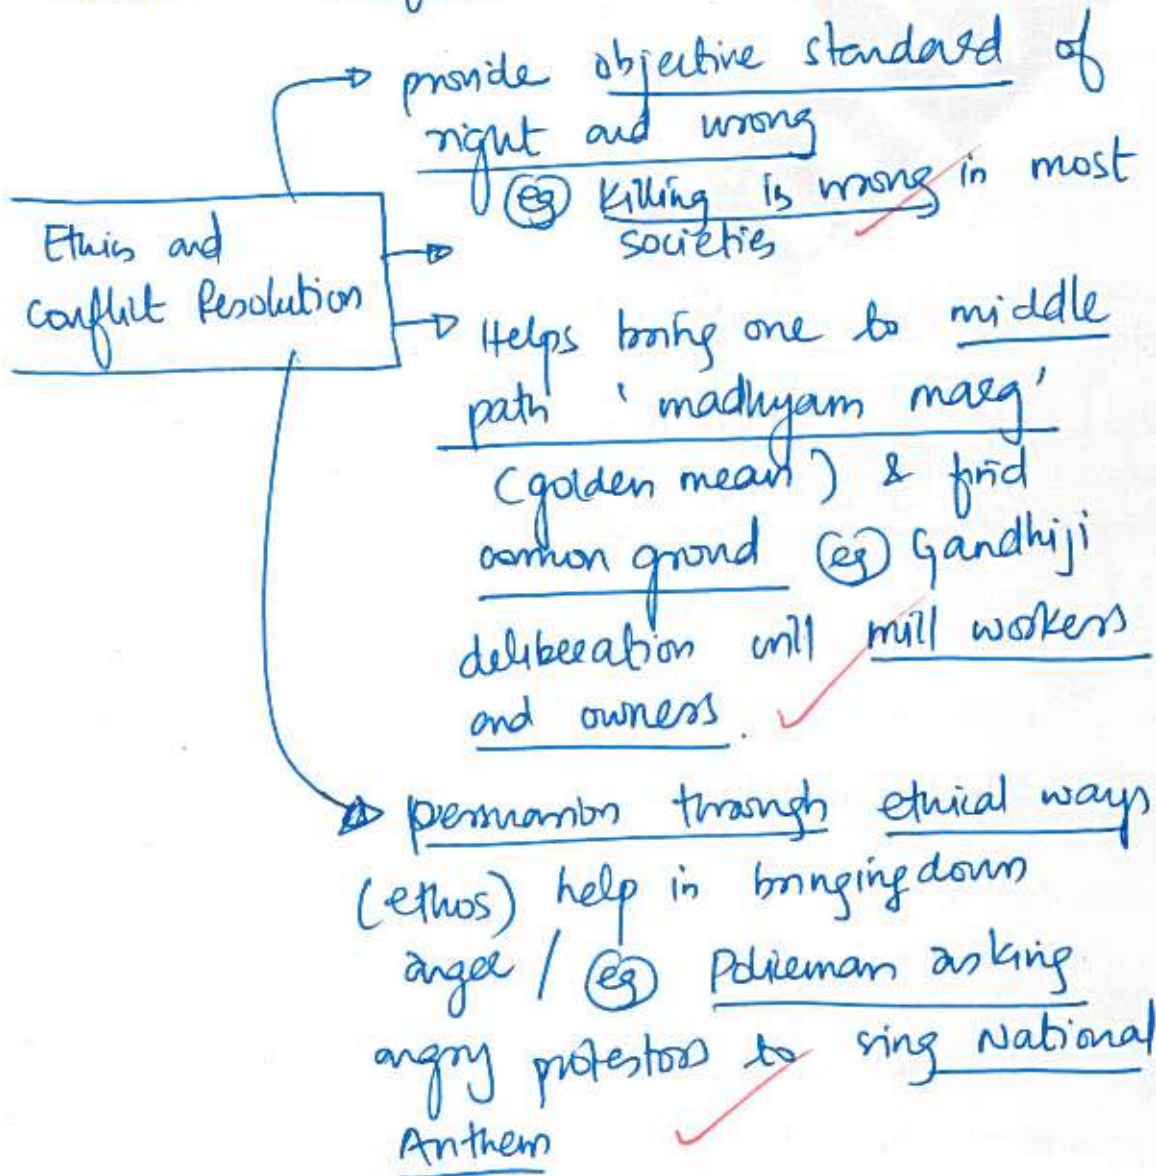 provide objective standard of
right and wrong
(eg) Killing is wrong in most
societies
Ethics and
Conflict Resolution
Helps bring one to middle
path 'madhyam marg'
(golden mean) & find
common ground (eg) Gandhiji
deliberation will mill workers
and owners.
persuasion through ethical ways
(ethos) help in bringing down
anger / (eg) Policeman asking
angry protestors to sing National
Anthem